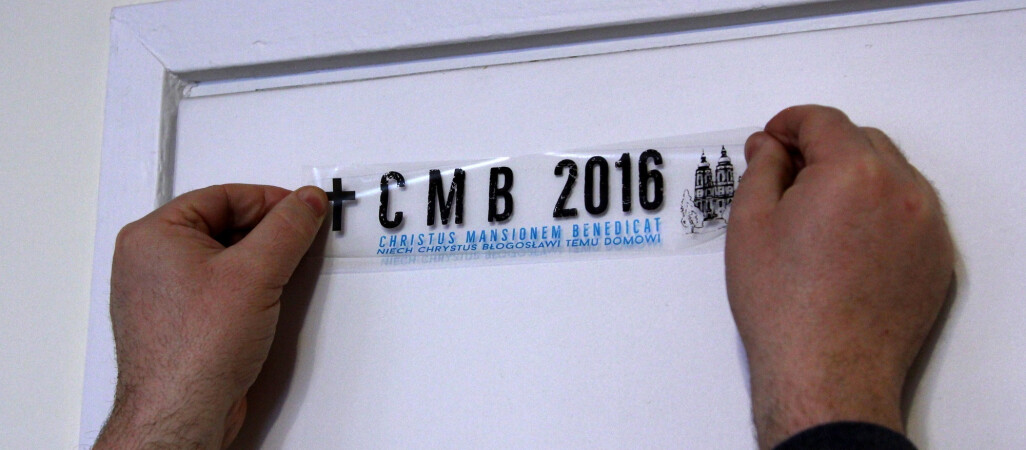 † C M B 2016
CHRISTUS MANSIONEM BENEDICAT
NIECH CHRYSTUS BŁOGOSŁAWI TEMU DOMOWI